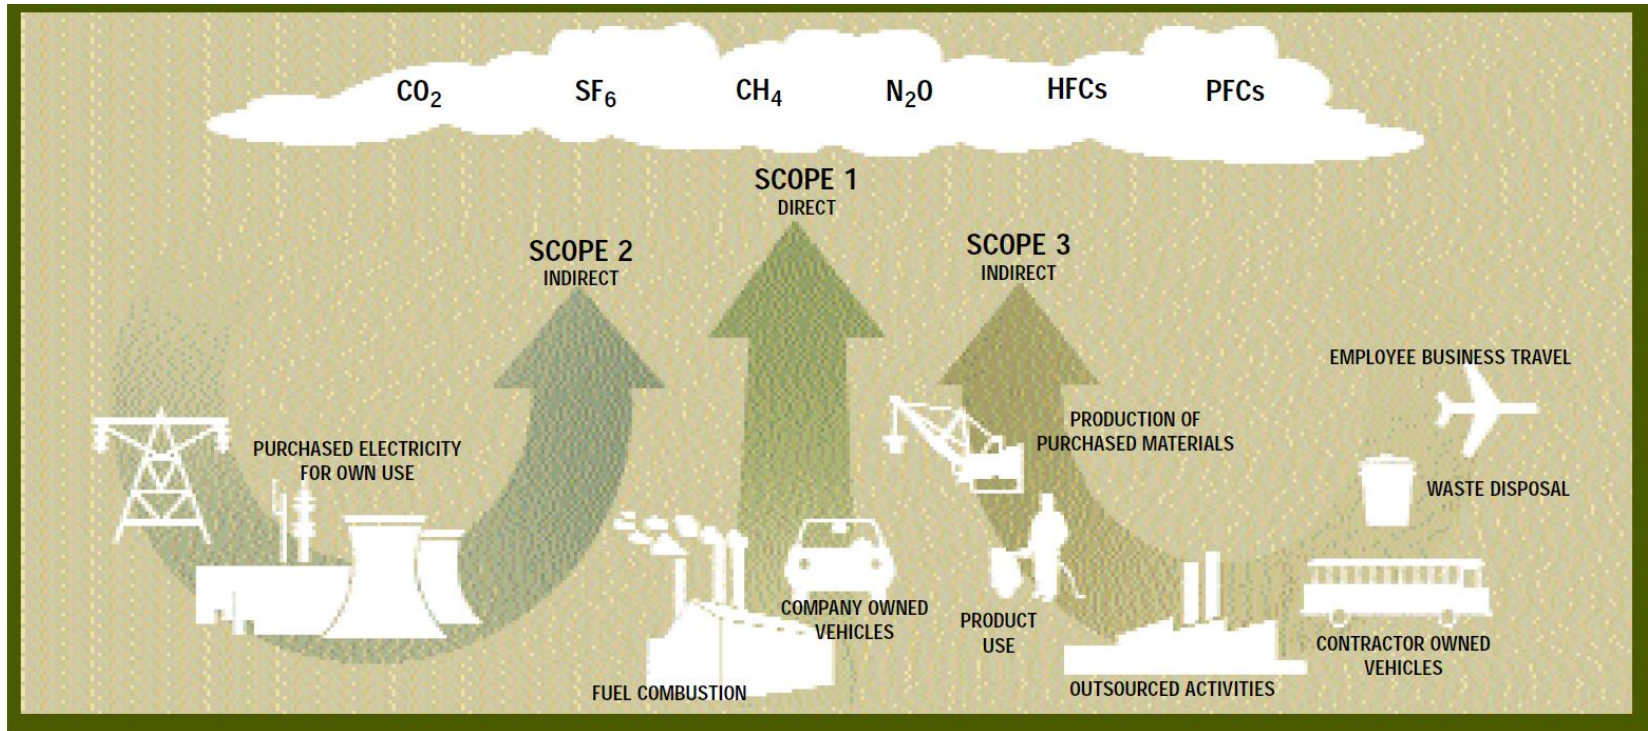 CO₂ SF₆ CH₄ N₂O HFCs PFCs
SCOPE 1
DIRECT
SCOPE 2
INDIRECT
SCOPE 3
INDIRECT
EMPLOYEE BUSINESS TRAVEL
PURCHASED ELECTRICITY
FOR OWN USE
PRODUCTION OF
PURCHASED MATERIALS
WASTE DISPOSAL
COMPANY OWNED
VEHICLES
PRODUCT
USE
CONTRACTOR OWNED
VEHICLES
FUEL COMBUSTION
OUTSOURCED ACTIVITIES